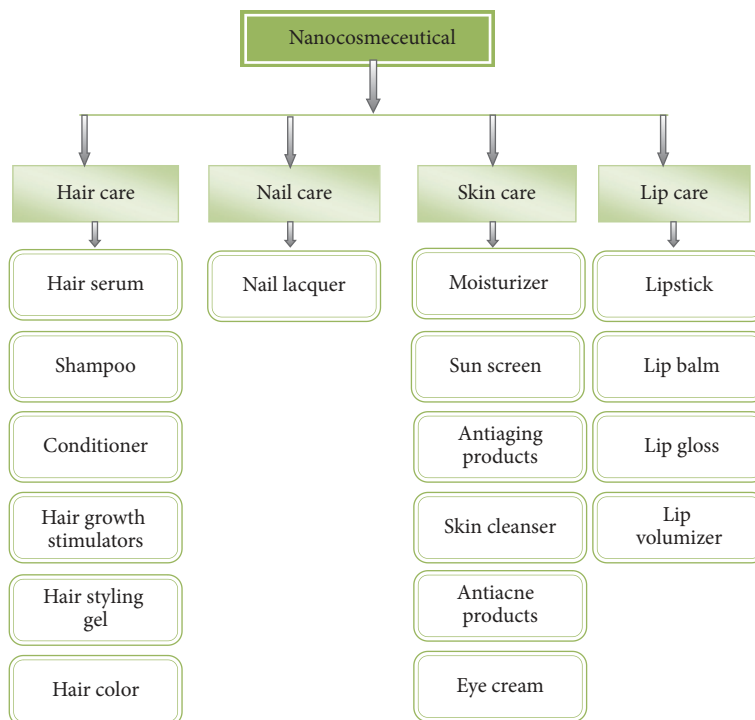 Nanocosmeceutical
Hair care
Nail care
Skin care
Lip care
Hair serum
Shampoo
Conditioner
Hair growth
stimulators
Hair styling
gel
Hair color
Nail lacquer
Moisturizer
Sun screen
Antiaging
products
Skin cleanser
Antiacne
products
Eye cream
Lipstick
Lip balm
Lip gloss
Lip
volumizer